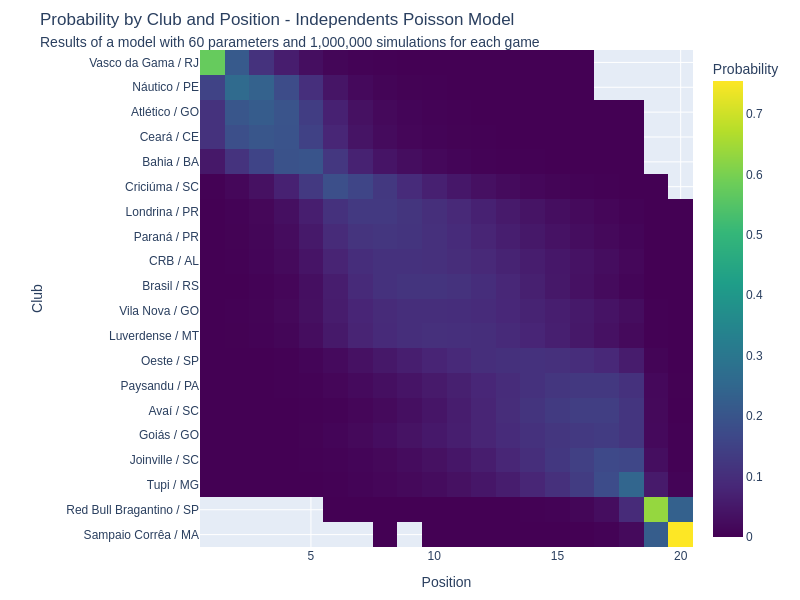 Probability by Club and Position - Independents Poisson Model
Results of a model with 60 parameters and 1,000,000 simulations for each game
Probability
Vasco da Gama / RJ
Náutico / PE
Atlético / GO
Ceará / CE
Bahia / BA
Criciúma / SC
Londrina / PR
Paraná / PR
CRB / AL
Brasil / RS
Vila Nova / GO
Luverdense / MT
Oeste / SP
Paysandu / PA
Avaí / SC
Goiás / GO
Joinville / SC
Tupi / MG
Red Bull Bragantino / SP
Sampaio Corrêa / MA
Club
5
10
15
20
Position
0.7
0.6
0.5
0.4
0.3
0.2
0.1
0